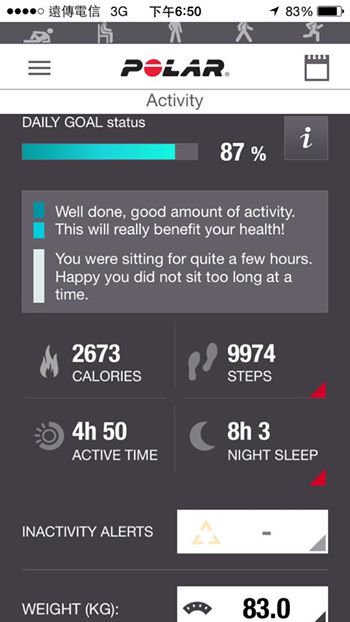 遠傳電信 3G 下午6:50 83%
POLAR
Activity
DAILY GOAL status
87 %
i
Well done, good amount of activity.
This will really benefit your health!
You were sitting for quite a few hours.
Happy you did not sit too long at a
time.
2673
CALORIES
9974
STEPS
4h 50
ACTIVE TIME
8h 3
NIGHT SLEEP
INACTIVITY ALERTS -
WEIGHT (KG): 83.0